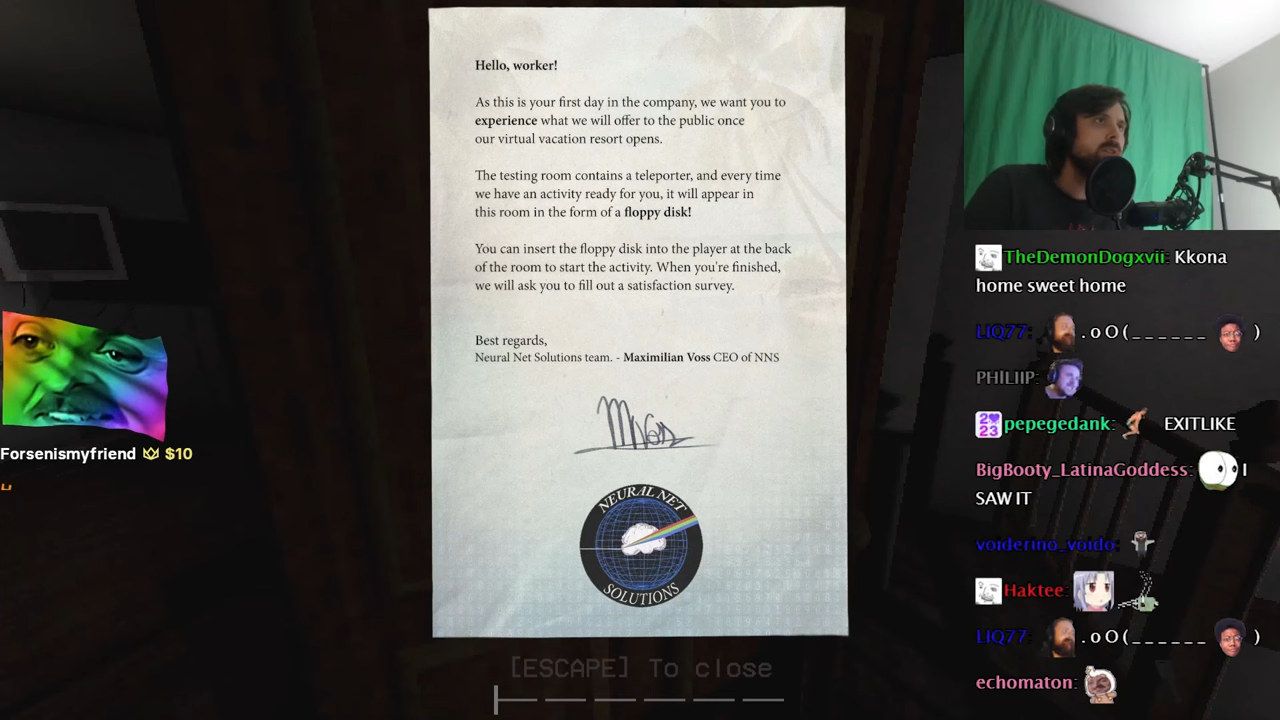 Hello, worker!
As this is your first day in the company, we want you to
experience what we will offer to the public once
our virtual vacation resort opens.
The testing room contains a teleporter, and every time
we have an activity ready for you, it will appear in
this room in the form of a floppy disk!
You can insert the floppy disk into the player at the back
of the room to start the activity. When you're finished,
we will ask you to fill out a satisfaction survey.
Best regards,
Neural Net Solutions team. - Maximilian Voss CEO of NNS
NEURAL NET
SOLUTIONS
[ESCAPE] To close
Forsenismyfriend $10
TheDemonDogxvii: Kkona
home sweet home
LIQ77: .oO(______ )
PHILIIP:
2023 pepegedank: EXITLIKE
BigBooty_LatinaGoddess: I
SAW IT
voiderino_voido:
Haktee:
LIQ77: .oO(______ )
echomaton: